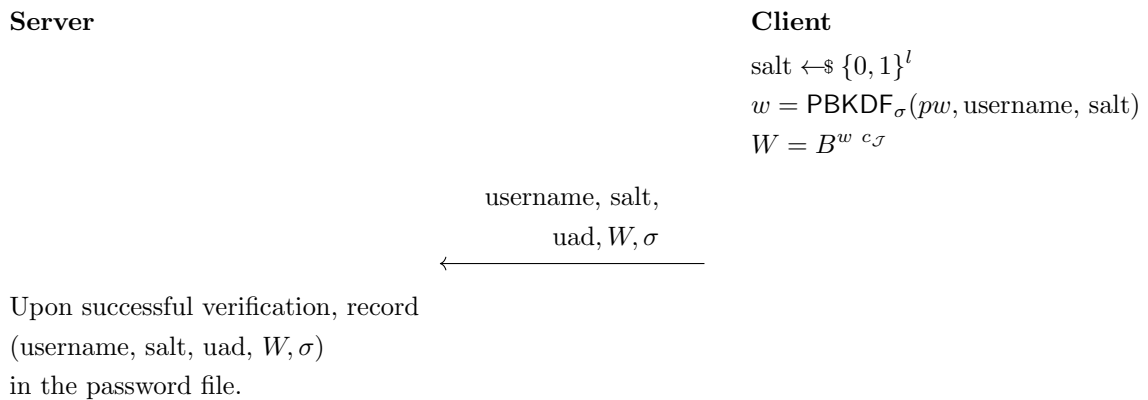 Server Client
salt ←$ {0, 1}^l
w = PBKDF_σ(pw, username, salt)
W = B^{w c_𝒥}
username, salt,
uad, W, σ
Upon successful verification, record
(username, salt, uad, W, σ)
in the password file.